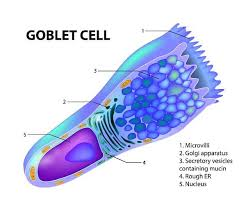 GOBLET CELL
1
3
2
5
4
1. Microvilli
2. Golgi apparatus
3. Secretory vesicles
containing mucin
4. Rough ER
5. Nucleus